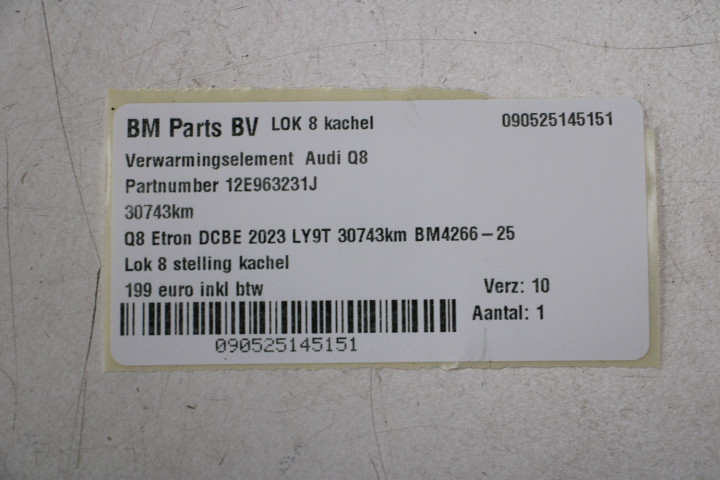 BM Parts BV LOK 8 kachel 090525145151
Verwarmingselement Audi Q8
Partnumber 12E963231J
30743km
Q8 Etron DCBE 2023 LY9T 30743km BM4266-25
Lok 8 stelling kachel
199 euro inkl btw Verz: 10
Aantal: 1
090525145151